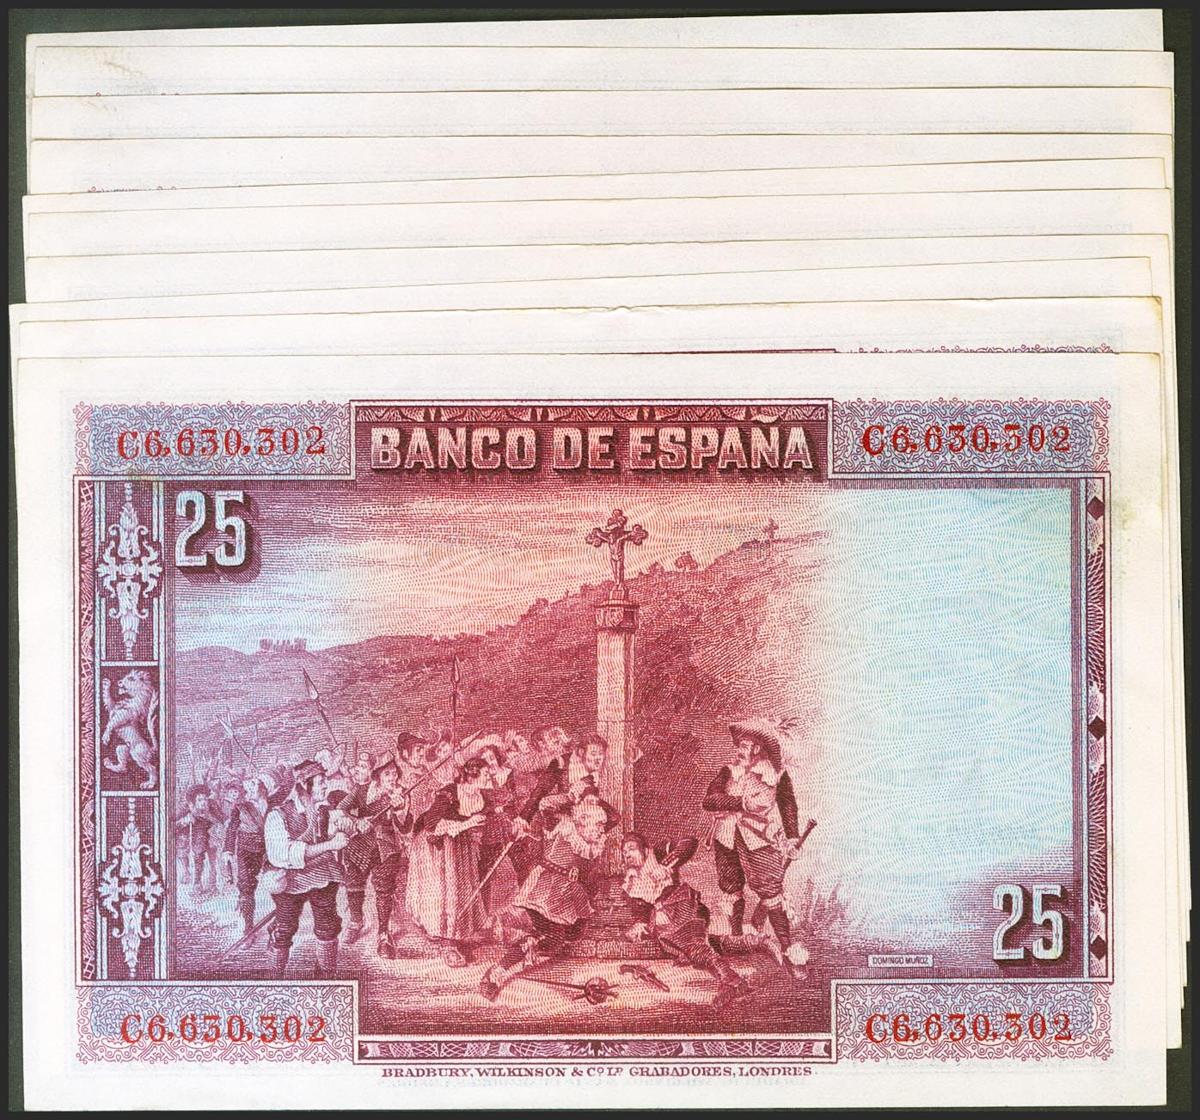 C6,630,302 BANCO DE ESPAÑA C6,630,302
25
25
DOMINGO MUÑOZ
C6,630,302 C6,630,302
BRADBURY, WILKINSON & Cº Lº GRABADORES, LONDRES.